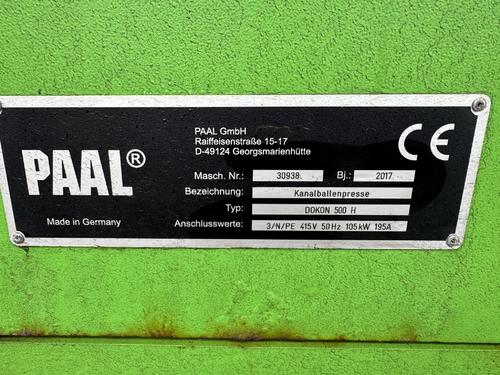 PAAL®
Made in Germany
PAAL GmbH
Raiffeisenstraße 15-17
D-49124 Georgsmarienhütte
CE
Masch. Nr.: 30938. Bj.: 2017.
Bezeichnung: Kanalballenpresse
Typ: DOKON 500 H
Anschlusswerte: 3/N/PE 415V 50Hz 105kW 195A